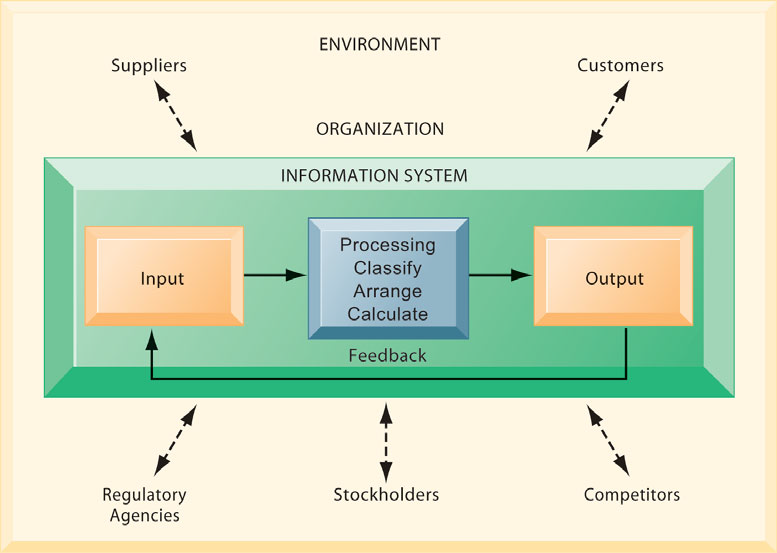 ENVIRONMENT
Suppliers
Customers
ORGANIZATION
INFORMATION SYSTEM
Input
Processing
Classify
Arrange
Calculate
Output
Feedback
Regulatory
Agencies
Stockholders
Competitors